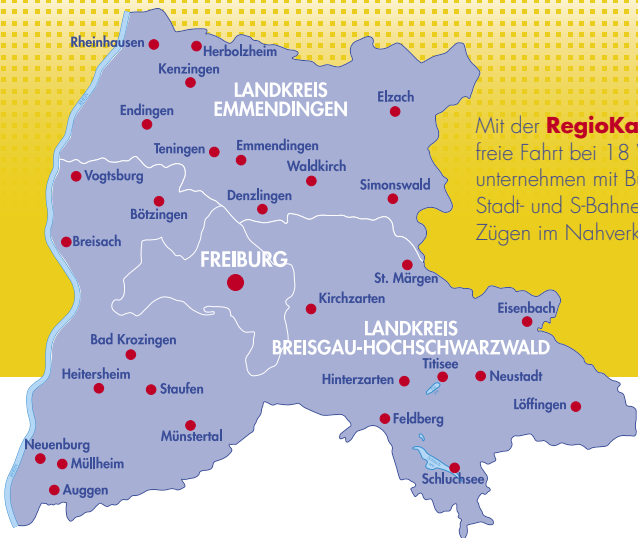 Rheinhausen
Herbolzheim
Kenzingen
LANDKREIS
EMMENDINGEN
Elzach
Endingen
Teningen
Emmendingen
Waldkirch
Vogtsburg
Simonswald
Denzlingen
Bötzingen
Breisach
FREIBURG
St. Märgen
Kirchzarten
Eisenbach
LANDKREIS
BREISGAU-HOCHSCHWARZWALD
Bad Krozingen
Titisee
Heitersheim
Staufen
Hinterzarten
Neustadt
Löffingen
Feldberg
Münstertal
Neuenburg
Müllheim
Schluchsee
Auggen
Mit der RegioKa
freie Fahrt bei 18
unternehmen mit B
Stadt- und S-Bahne
Zügen im Nahverk